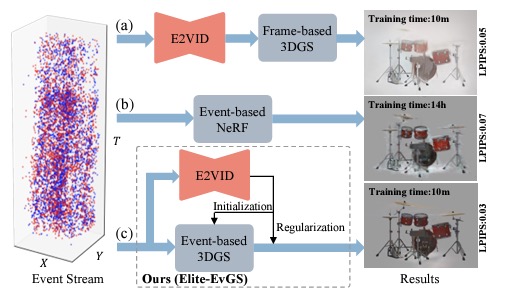 (a)
E2VID
Frame-based
3DGS
Training time:10m
LPIPS:0.05
(b)
Event-based
NeRF
Training time:14h
LPIPS:0.07
T
E2VID
Initialization
Regularization
(c)
Event-based
3DGS
Training time:10m
LPIPS:0.03
X
Y
Event Stream
Ours (Elite-EvGS)
Results